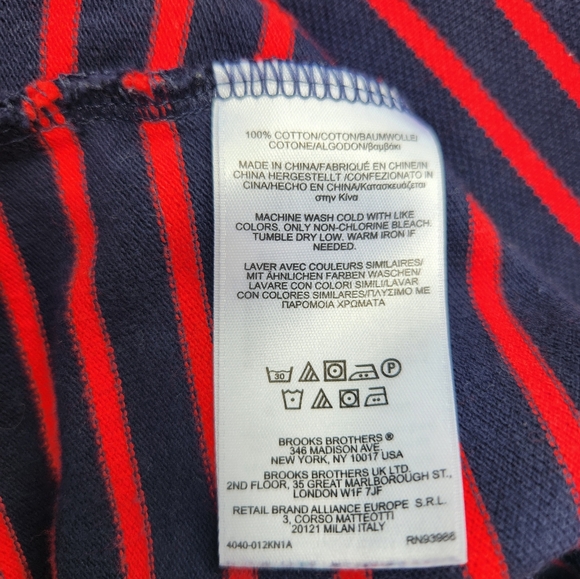 100% COTTON/COTON/BAUMWOLLE/
COTONE/ALGODON/βαμβάκι
MADE IN CHINA/FABRIQUÉ EN CHINE/IN
CHINA HERGESTELLT /CONFEZIONATO IN
CINA/HECHO EN CHINA/Κατασκευάζεται
στην Κίνα
MACHINE WASH COLD WITH LIKE
COLORS. ONLY NON-CHLORINE BLEACH.
TUMBLE DRY LOW. WARM IRON IF
NEEDED.
LAVER AVEC COULEURS SIMILAIRES/
MIT ÄHNLICHEN FARBEN WASCHEN/
LAVARE CON COLORI SIMILI/LAVAR
CON COLORES SIMILARES/ΠΛΥΣΙΜΟ ΜΕ
ΠΑΡΟΜΟΙΑ ΧΡΩΜΑΤΑ
30 P
BROOKS BROTHERS ®
346 MADISON AVE
NEW YORK, NY 10017 USA
BROOKS BROTHERS UK LTD.
2ND FLOOR, 35 GREAT MARLBOROUGH ST.,
LONDON W1F 7JF
RETAIL BRAND ALLIANCE EUROPE S.R.L.
3, CORSO MATTEOTTI
20121 MILAN ITALY
4040-012KN1A RN93986